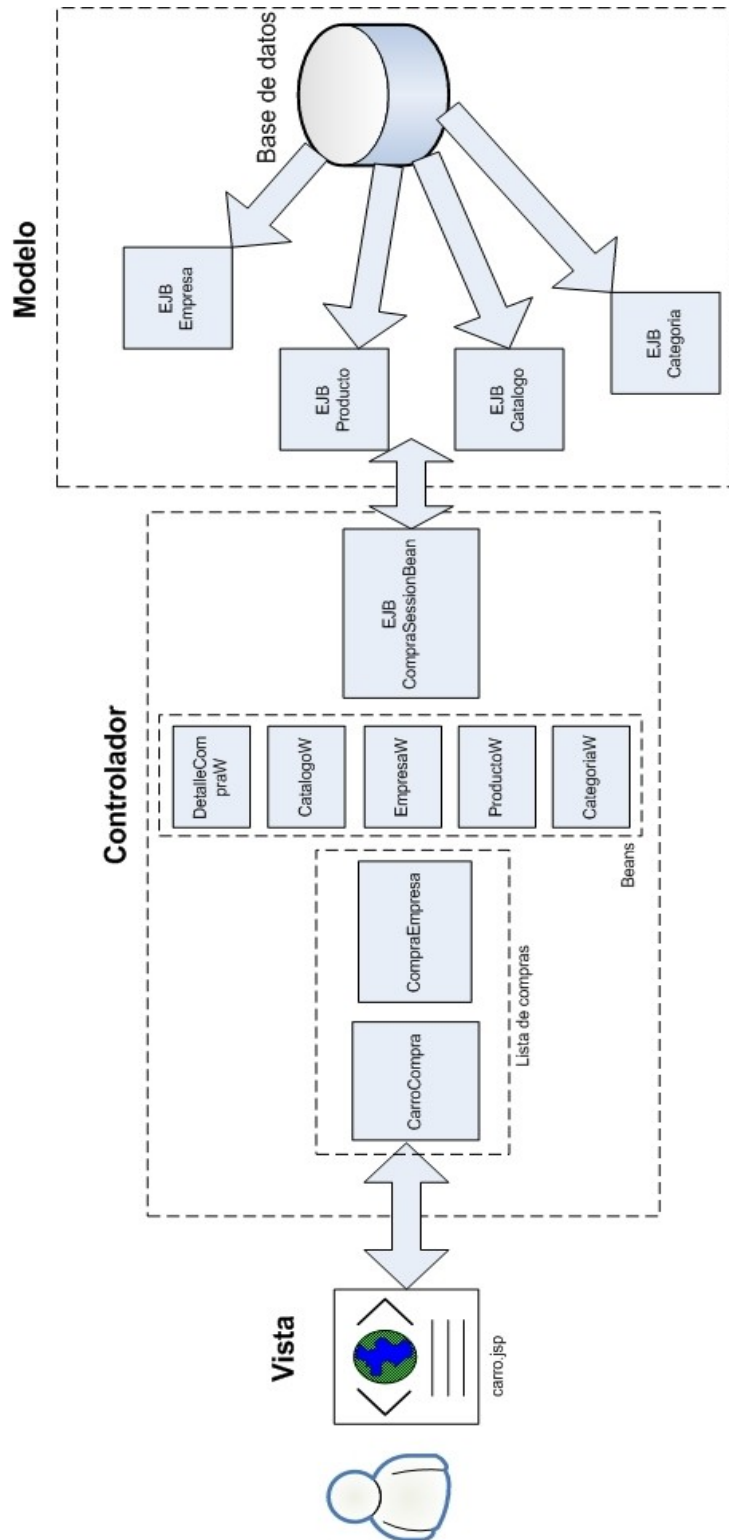 Vista
carro.jsp
Controlador
CarroCompra
CompraEmpresa
Lista de compras
DetalleCom
praW
CatalogoW
EmpresaW
ProductoW
CategoriaW
Beans
EJB
CompraSessionBean
Modelo
EJB
Empresa
EJB
Producto
EJB
Catalogo
EJB
Categoria
Base de datos